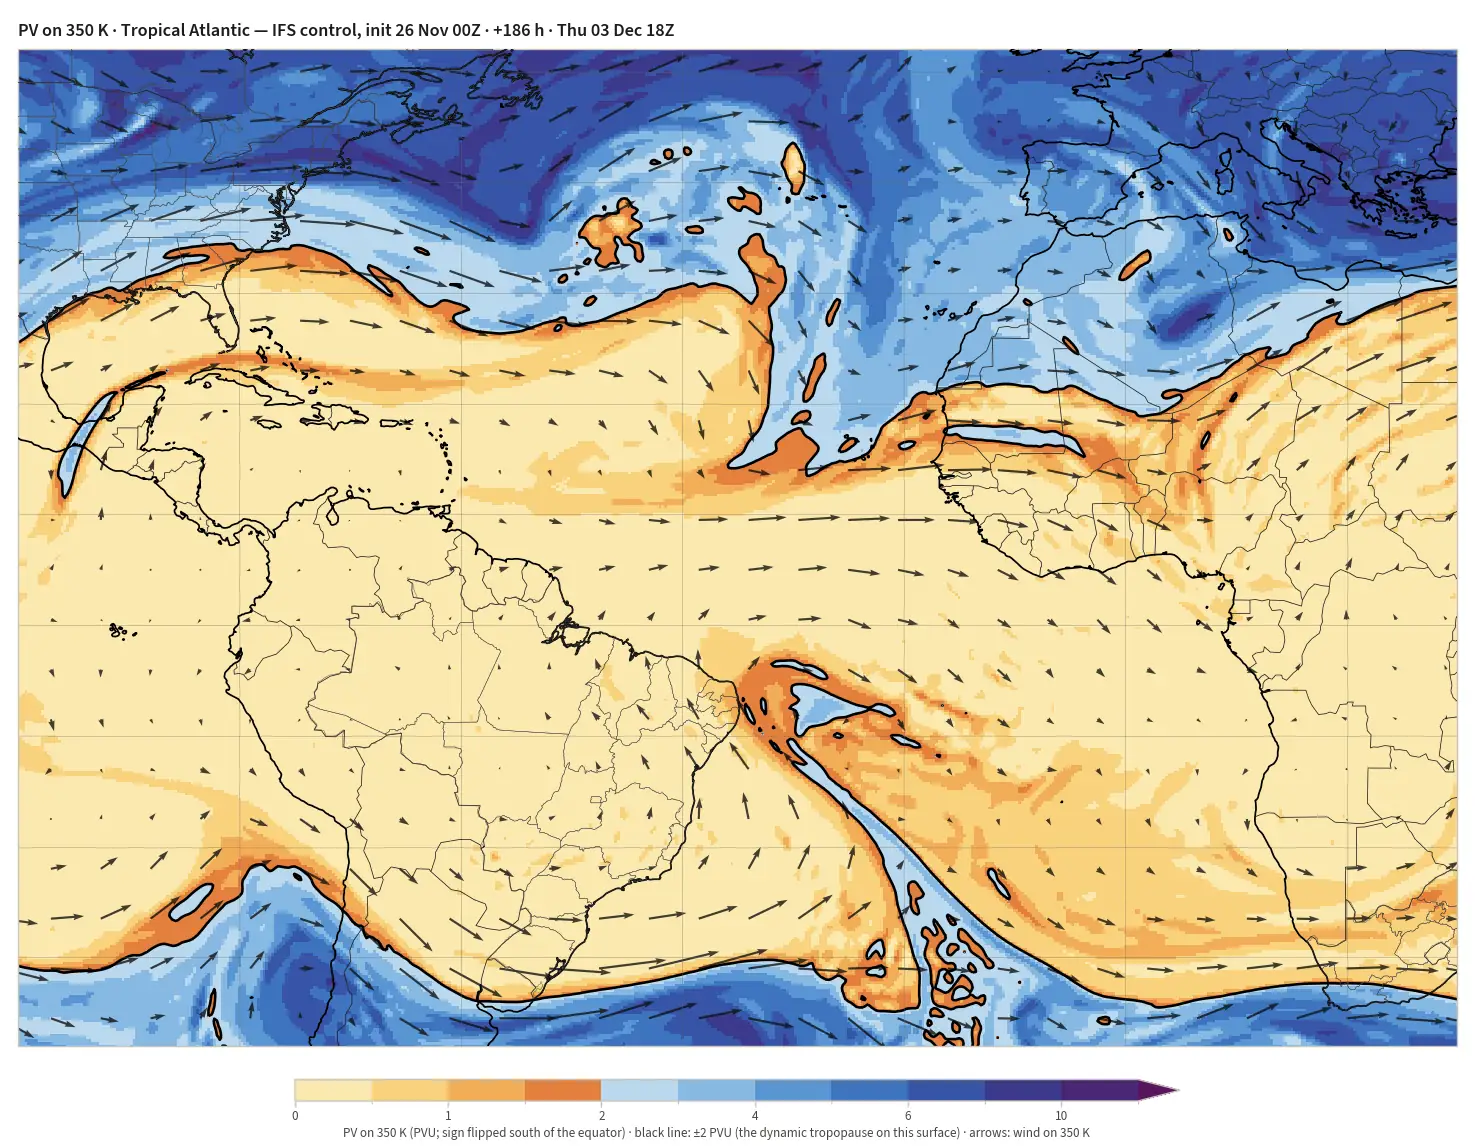 PV on 350 K · Tropical Atlantic — IFS control, init 26 Nov 00Z · +186 h · Thu 03 Dec 18Z
0 1 2 4 6 8 10
PV on 350 K (PVU; sign flipped south of the equator) · black line: ±2 PVU (the dynamic tropopause on this surface) · arrows: wind on 350 K